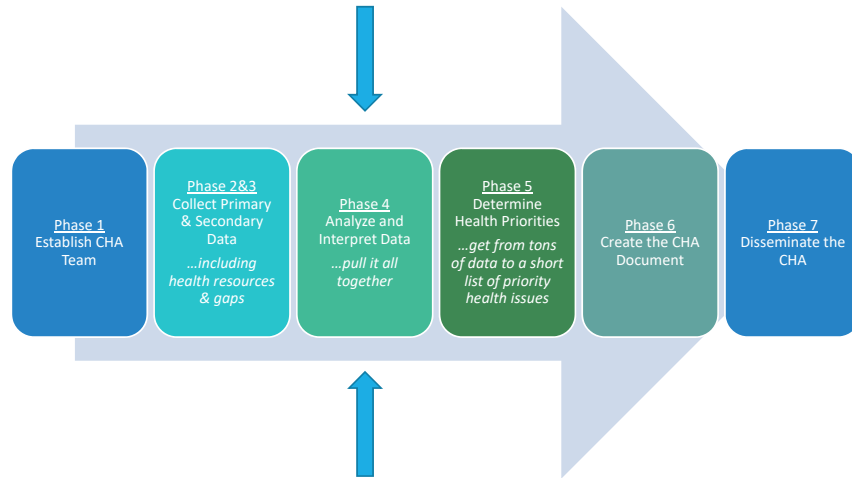 Phase 1
Establish CHA
Team
Phase 2&3
Collect Primary
& Secondary
Data
...including
health resources
& gaps
Phase 4
Analyze and
Interpret Data
...pull it all
together
Phase 5
Determine
Health Priorities
...get from tons
of data to a short
list of priority
health issues
Phase 6
Create the CHA
Document
Phase 7
Disseminate the
CHA